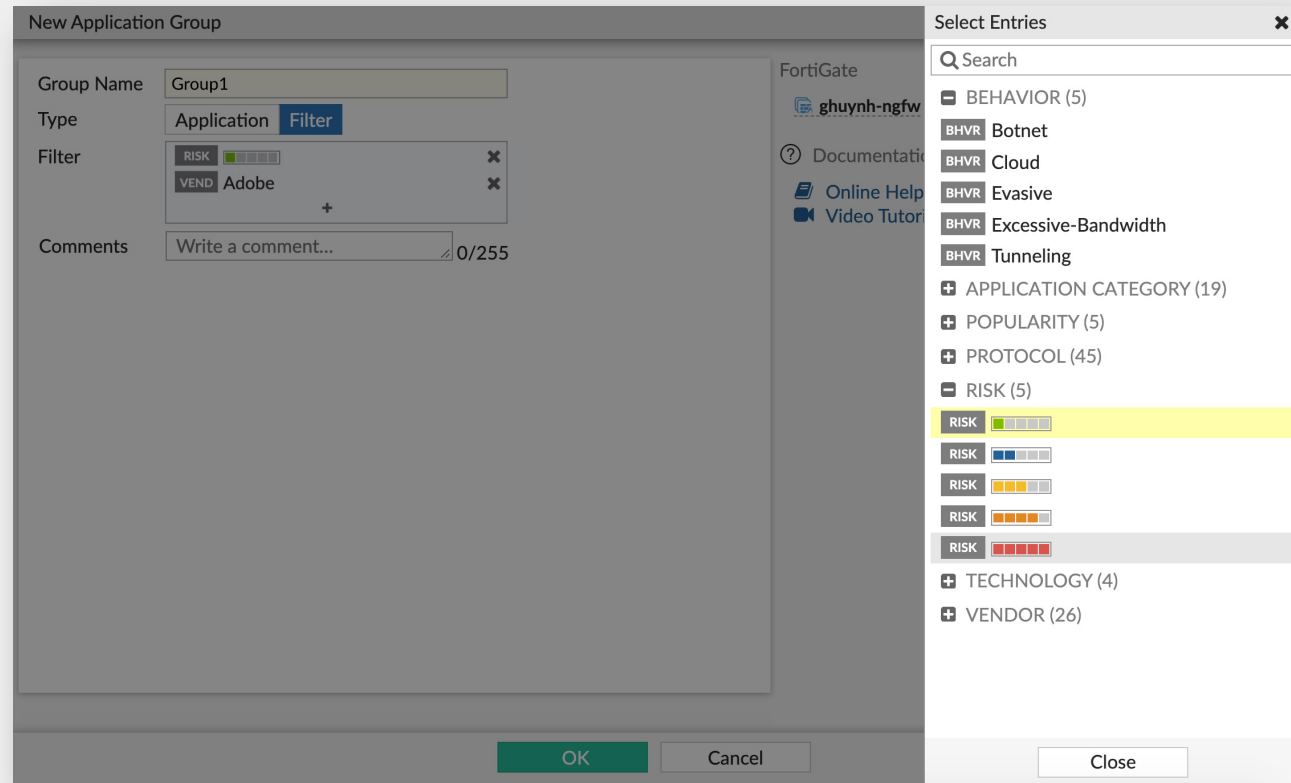 New Application Group
Group Name Group1
Type Application Filter
Filter RISK
VEND Adobe
Comments Write a comment... 0/255
FortiGate
ghuynh-ngfw
Documentatio
Online Help
Video Tutori
OK Cancel
Select Entries
Search
BEHAVIOR (5)
BHVR Botnet
BHVR Cloud
BHVR Evasive
BHVR Excessive-Bandwidth
BHVR Tunneling
APPLICATION CATEGORY (19)
POPULARITY (5)
PROTOCOL (45)
RISK (5)
RISK
RISK
RISK
RISK
RISK
TECHNOLOGY (4)
VENDOR (26)
Close